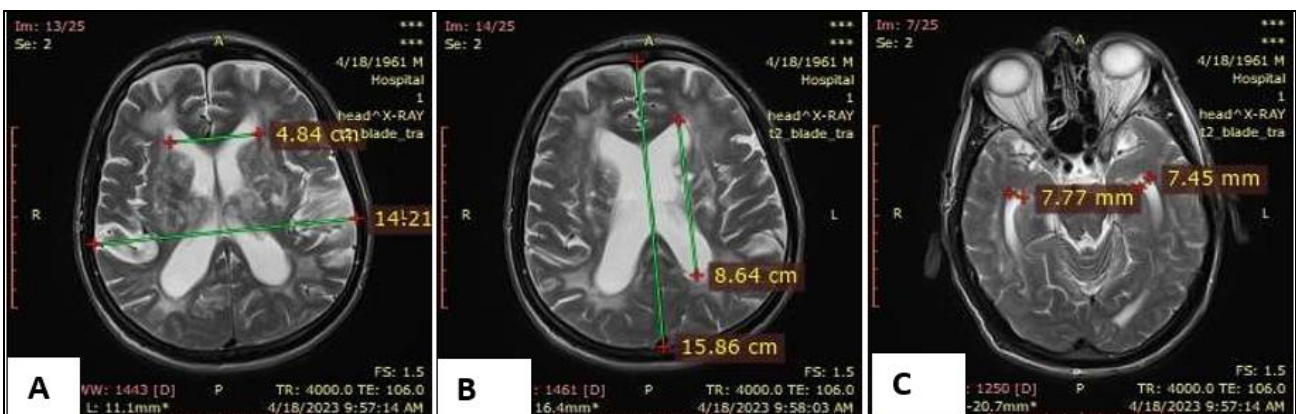 Im: 13/25
Se: 2
A
***
***
4/18/1961 M
Hospital
1
head^X-RAY
t2_blade_tra
4.84 cm
R
14.21
A
WW: 1443 [D]
L: 11.1mm*
P
FS: 1.5
TR: 4000.0 TE: 106.0
4/18/2023 9:57:14 AM
Im: 14/25
Se: 2
A
***
***
4/18/1961 M
Hospital
1
head^X-RAY
t2_blade_tra
R
L
8.64 cm
15.86 cm
B
: 1461 [D]
16.4mm*
P
FS: 1.5
TR: 4000.0 TE: 106.0
4/18/2023 9:58:03 AM
Im: 7/25
Se: 2
A
***
***
4/18/1961 M
Hospital
1
head^X-RAY
t2_blade_tra
7.45 mm
7.77 mm
R
L
C
: 1250 [D]
-20.7mm*
P
FS: 1.5
TR: 4000.0 TE: 106.0
4/18/2023 9:57:14 AM